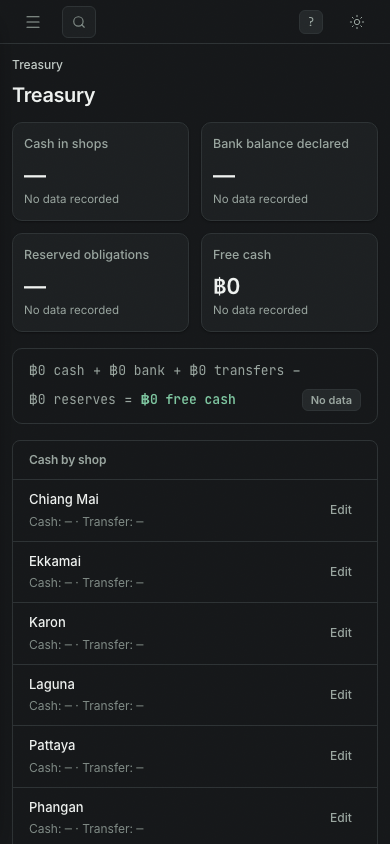 ?
Treasury
Treasury
Cash in shops
—
No data recorded
Bank balance declared
—
No data recorded
Reserved obligations
—
No data recorded
Free cash
฿0
No data recorded
฿0 cash + ฿0 bank + ฿0 transfers −
฿0 reserves = ฿0 free cash
No data
Cash by shop
Chiang Mai
Cash: — · Transfer: —
Edit
Ekkamai
Cash: — · Transfer: —
Edit
Karon
Cash: — · Transfer: —
Edit
Laguna
Cash: — · Transfer: —
Edit
Pattaya
Cash: — · Transfer: —
Edit
Phangan
Cash: — · Transfer: —
Edit